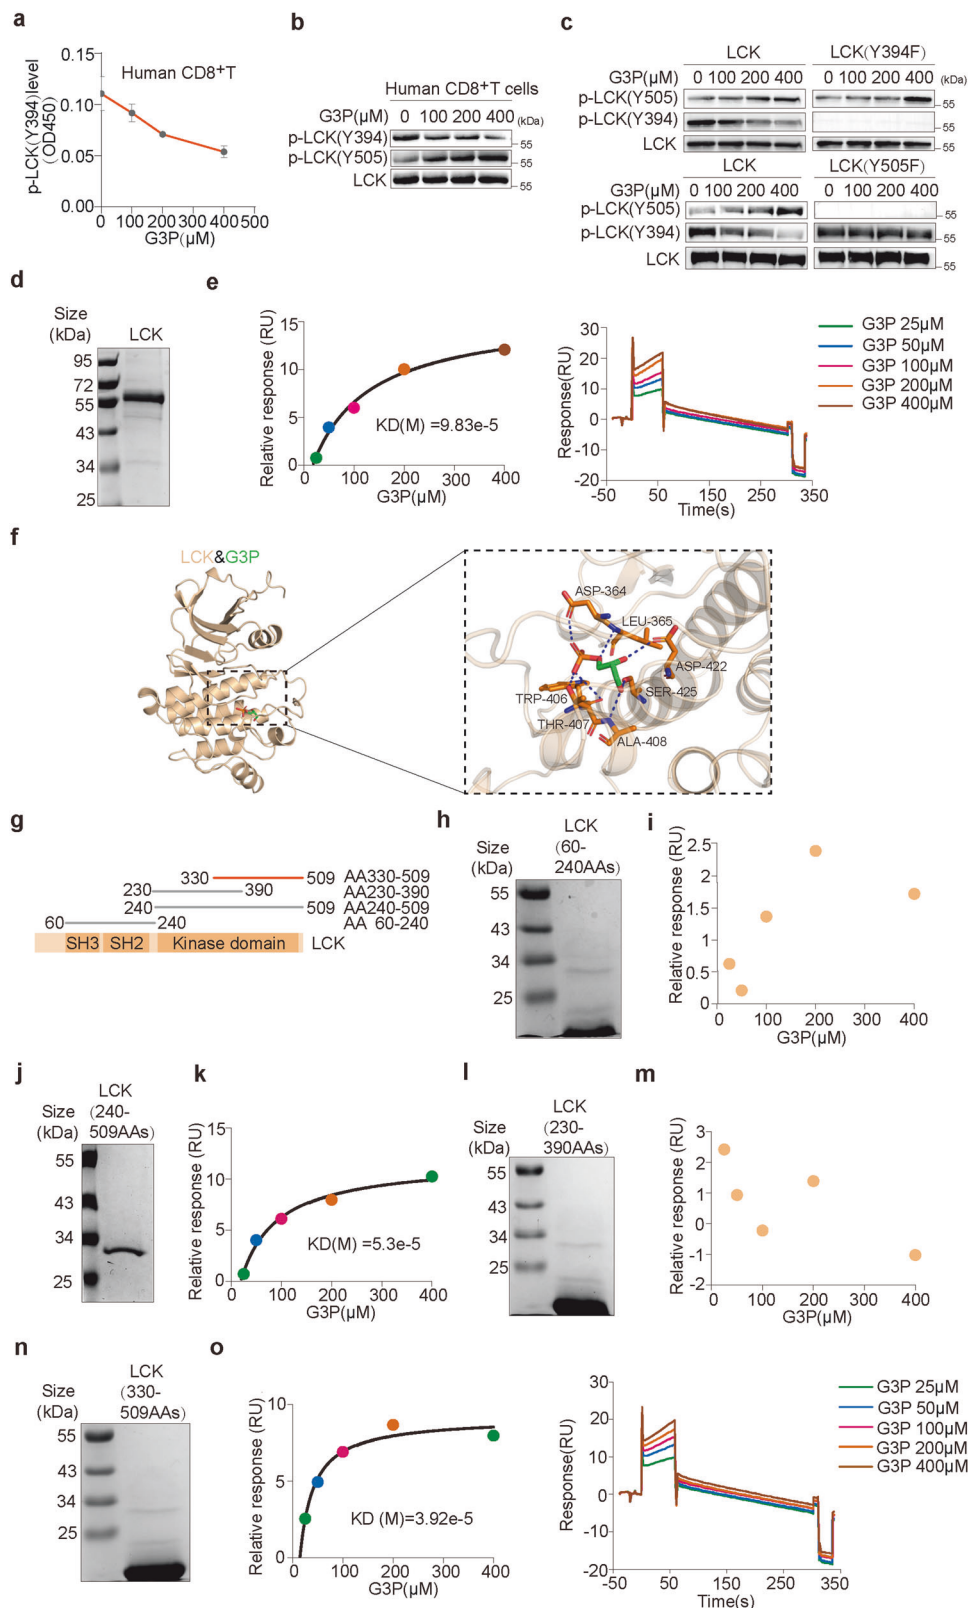 a
0.15
0.10
0.05
0.00
p-LCK(Y394)level
(OD450)
Human CD8+T
0 100 200 300 400 500
G3P(µM)
b
Human CD8+T cells
G3P(µM) 0 100 200 400 (kDa)
p-LCK(Y394) 55
p-LCK(Y505) 55
LCK 55
c
LCK LCK(Y394F)
G3P(µM) 0 100 200 400 0 100 200 400 (kDa)
p-LCK(Y505) 55
p-LCK(Y394) 55
LCK 55
LCK LCK(Y505F)
G3P(µM) 0 100 200 400 0 100 200 400
p-LCK(Y505) 55
p-LCK(Y394) 55
LCK 55
d
Size
(kDa) LCK
95
72
55
43
34
25
e
Relative response (RU)
15
10
5
0
KD(M) =9.83e-5
0 100 200 300 400
G3P(µM)
Response(RU)
30
20
10
0
-10
-20
-50 50 150 250 350
Time(s)
G3P 25µM
G3P 50µM
G3P 100µM
G3P 200µM
G3P 400µM
f
LCK&G3P
ASP-364
LEU-365
ASP-422
TRP-406
SER-425
THR-407
ALA-408
g
330 509 AA330-509
230 390 AA230-390
240 509 AA240-509
60 240 AA 60-240
SH3 SH2 Kinase domain LCK
h
LCK
(60-
240AAs)
Size
(kDa)
55
43
34
25
i
Relative response (RU)
2.5
2
1.5
1
0.5
0
0 100 200 300 400
G3P(µM)
j
LCK
(240-
509AAs)
Size
(kDa)
55
43
34
25
k
Relative response (RU)
15
10
5
0
KD(M) =5.3e-5
0 100 200 300 400
G3P(µM)
l
LCK
(230-
390AAs)
Size
(kDa)
55
43
34
25
m
Relative response (RU)
3
2
1
0
-1
-2
0 100 200 300 400
G3P(µM)
n
LCK
(330-
509AAs)
Size
(kDa)
55
43
34
25
o
Relative response (RU)
10
5
0
KD (M)=3.92e-5
0 100 200 300 400
G3P(µM)
Response(RU)
30
20
10
0
-10
-20
-50 50 150 250 350
Time(s)
G3P 25µM
G3P 50µM
G3P 100µM
G3P 200µM
G3P 400µM